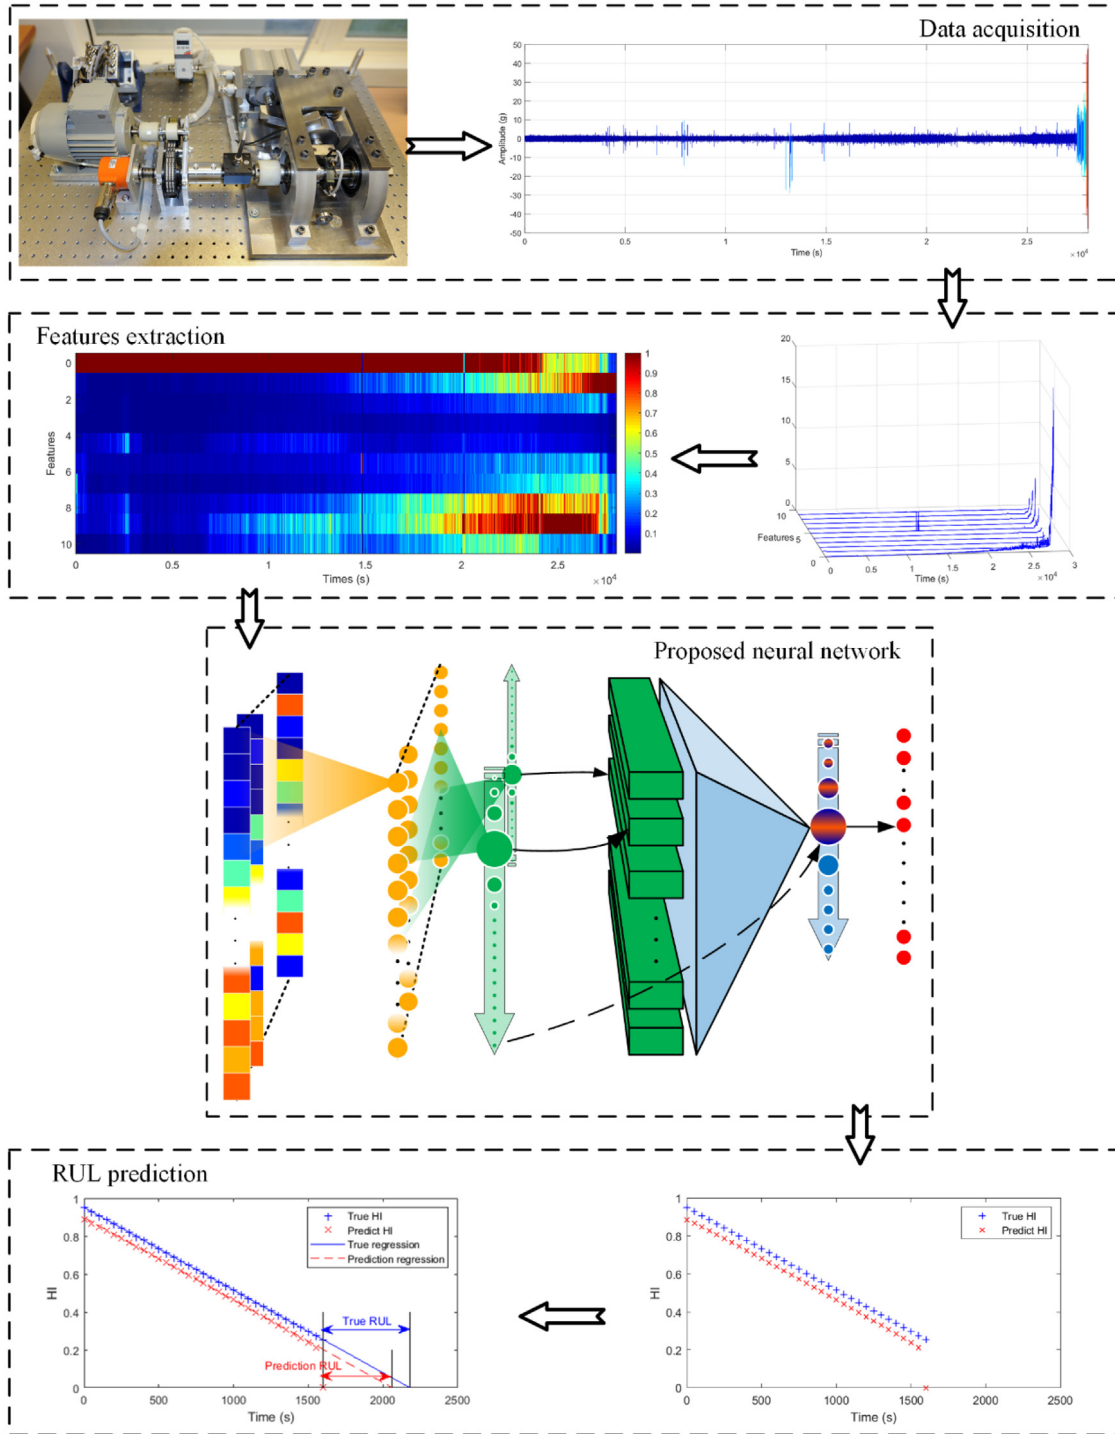 Data acquisition
Amplitude (g)
50
40
30
20
10
0
-10
-20
-30
-40
-50
0 0.5 1 1.5 2 2.5
Time (s)
×10⁴
Features extraction
Features
0
2
4
6
8
10
0 0.5 1 1.5 2 2.5
Times (s)
×10⁴
1
0.9
0.8
0.7
0.6
0.5
0.4
0.3
0.2
0.1
20
15
10
5
0
10
Features 5
0
0 0.5 1 1.5 2 2.5 3
Time (s)
×10⁴
Proposed neural network
RUL prediction
HI
1
0.8
0.6
0.4
0.2
0
True HI
Predict HI
True regression
Prediction regression
True RUL
Prediction RUL
0 500 1000 1500 2000 2500
Time (s)
HI
1
0.8
0.6
0.4
0.2
0
True HI
Predict HI
0 500 1000 1500 2000 2500
Time (s)